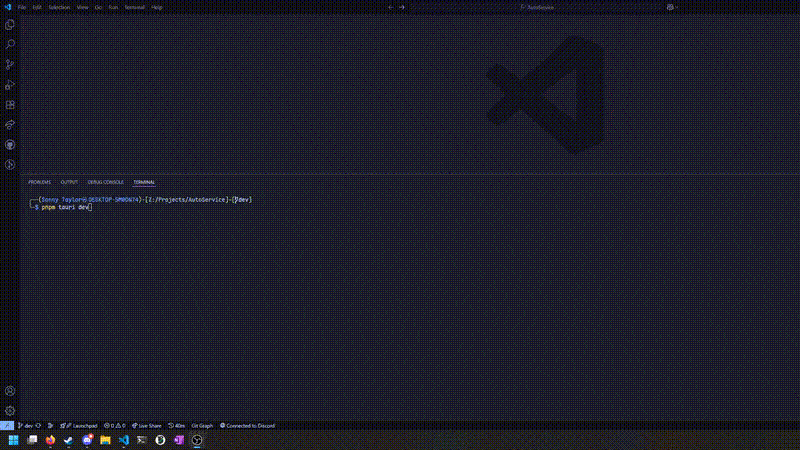 File Edit Selection View Go Run Terminal Help
AutoService
PROBLEMS OUTPUT DEBUG CONSOLE TERMINAL
┌──(Sonny Taylor㉿DESKTOP-SMRON74)-[Z:/Projects/AutoService]-[dev]
└─$ pnpm tauri dev
dev Launchpad 0 0 Live Share 40m Git Graph Connected to Discord